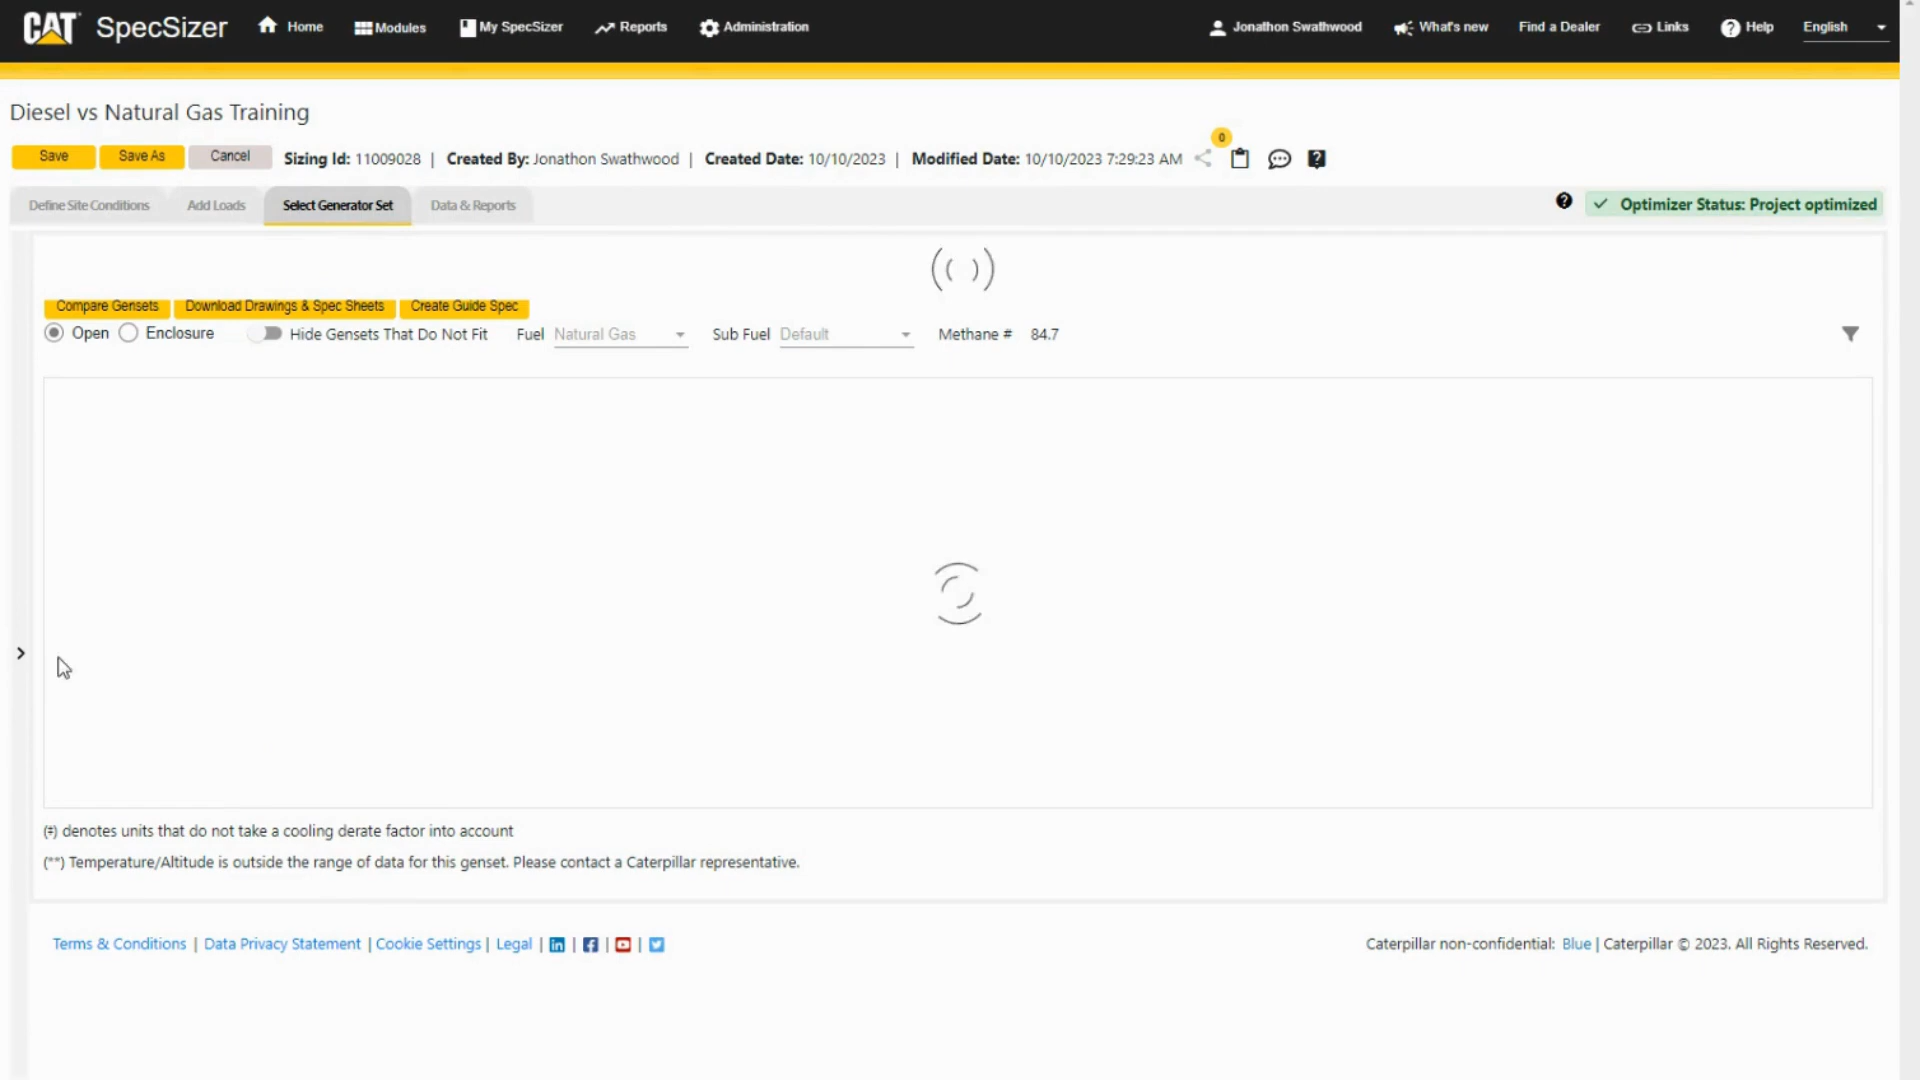 CAT SpecSizer Home Modules My SpecSizer Reports Administration Jonathon Swathwood What's new Find a Dealer Links Help English
Diesel vs Natural Gas Training
0
Save Save As Cancel Sizing Id: 11009028 | Created By: Jonathon Swathwood | Created Date: 10/10/2023 | Modified Date: 10/10/2023 7:29:23 AM
Define Site Conditions Add Loads Select Generator Set Data & Reports Optimizer Status: Project optimized
Compare Gensets Download Drawings & Spec Sheets Create Guide Spec
Open Enclosure Hide Gensets That Do Not Fit Fuel Natural Gas Sub Fuel Default Methane # 84.7
(‡) denotes units that do not take a cooling derate factor into account
(**) Temperature/Altitude is outside the range of data for this genset. Please contact a Caterpillar representative.
Terms & Conditions | Data Privacy Statement | Cookie Settings | Legal | in | f | | Caterpillar non-confidential: Blue | Caterpillar © 2023. All Rights Reserved.